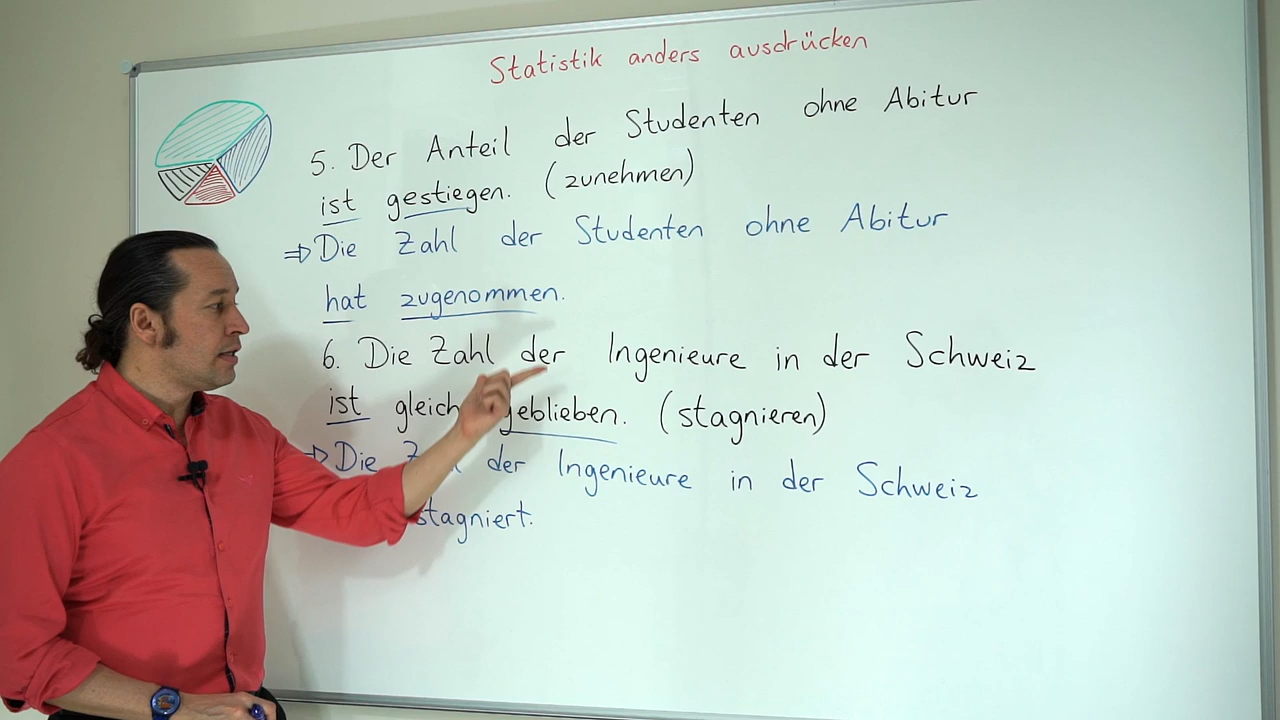 Statistik anders ausdrücken
5. Der Anteil der Studenten ohne Abitur
ist gestiegen. (zunehmen)
⇒ Die Zahl der Studenten ohne Abitur
hat zugenommen.
6. Die Zahl der Ingenieure in der Schweiz
ist gleich geblieben. (stagnieren)
⇒ Die der Ingenieure in der Schweiz
stagniert.